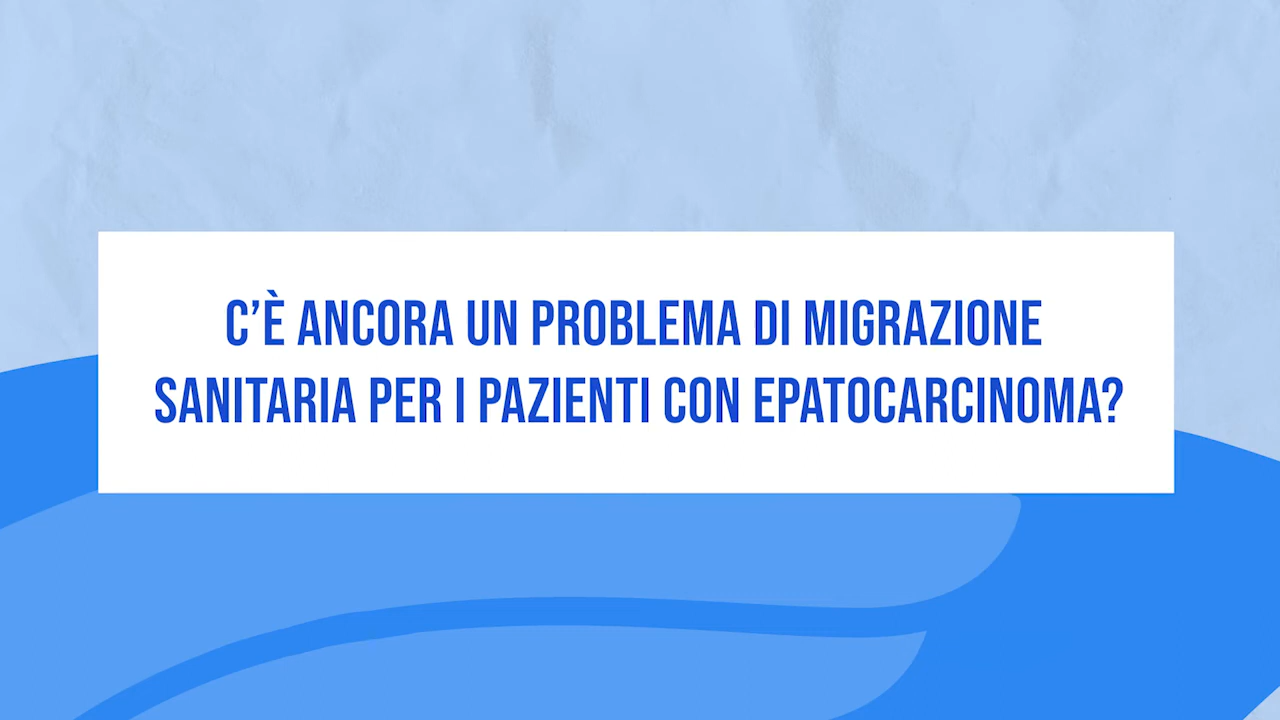 C’È ANCORA UN PROBLEMA DI MIGRAZIONE
SANITARIA PER I PAZIENTI CON EPATOCARCINOMA?